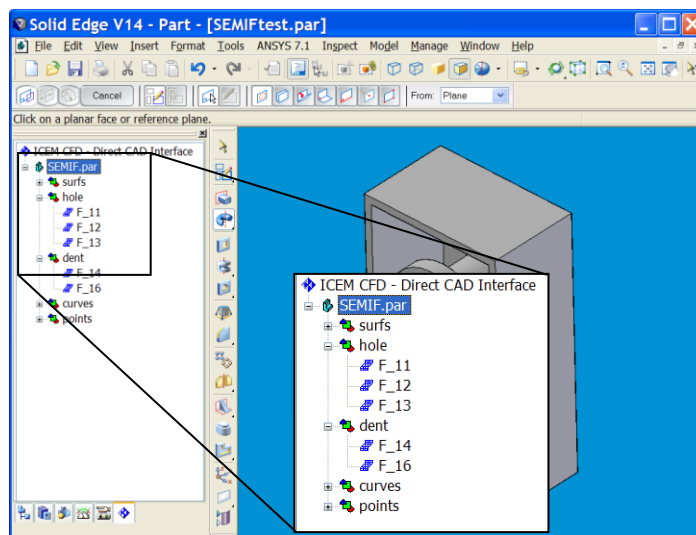 Solid Edge V14 - Part - [SEMIFtest.par]
File Edit View Insert Format Tools ANSYS 7.1 Inspect Model Manage Window Help
Cancel From: Plane
Click on a planar face or reference plane.
ICEM CFD - Direct CAD Interface
SEMIF.par
surfs
hole
F_11
F_12
F_13
dent
F_14
F_16
curves
points
ICEM CFD - Direct CAD Interface
SEMIF.par
surfs
hole
F_11
F_12
F_13
dent
F_14
F_16
curves
points